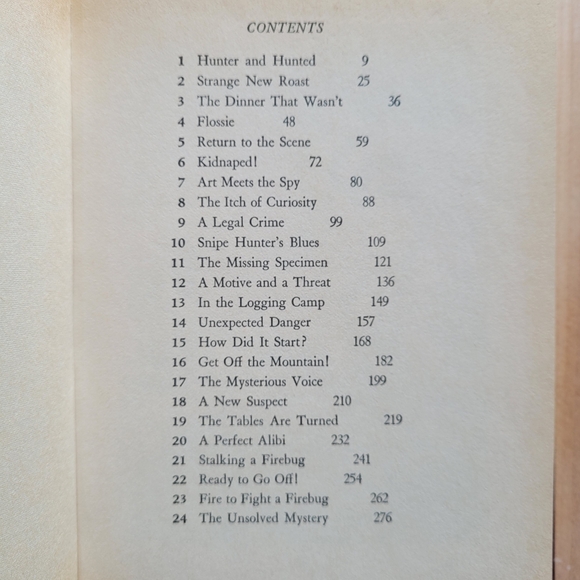 CONTENTS
1 Hunter and Hunted 9
2 Strange New Roast 25
3 The Dinner That Wasn't 36
4 Flossie 48
5 Return to the Scene 59
6 Kidnaped! 72
7 Art Meets the Spy 80
8 The Itch of Curiosity 88
9 A Legal Crime 99
10 Snipe Hunter's Blues 109
11 The Missing Specimen 121
12 A Motive and a Threat 136
13 In the Logging Camp 149
14 Unexpected Danger 157
15 How Did It Start? 168
16 Get Off the Mountain! 182
17 The Mysterious Voice 199
18 A New Suspect 210
19 The Tables Are Turned 219
20 A Perfect Alibi 232
21 Stalking a Firebug 241
22 Ready to Go Off! 254
23 Fire to Fight a Firebug 262
24 The Unsolved Mystery 276